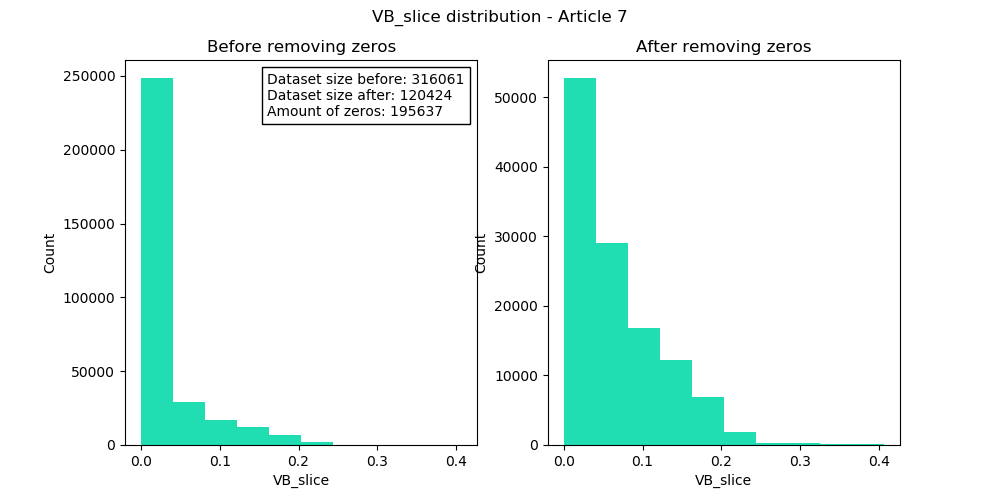 VB_slice distribution - Article 7
Before removing zeros
Dataset size before: 316061
Dataset size after: 120424
Amount of zeros: 195637
250000
200000
150000
100000
50000
0
Count
0.0 0.1 0.2 0.3 0.4
VB_slice
After removing zeros
50000
40000
30000
20000
10000
0
Count
0.0 0.1 0.2 0.3 0.4
VB_slice